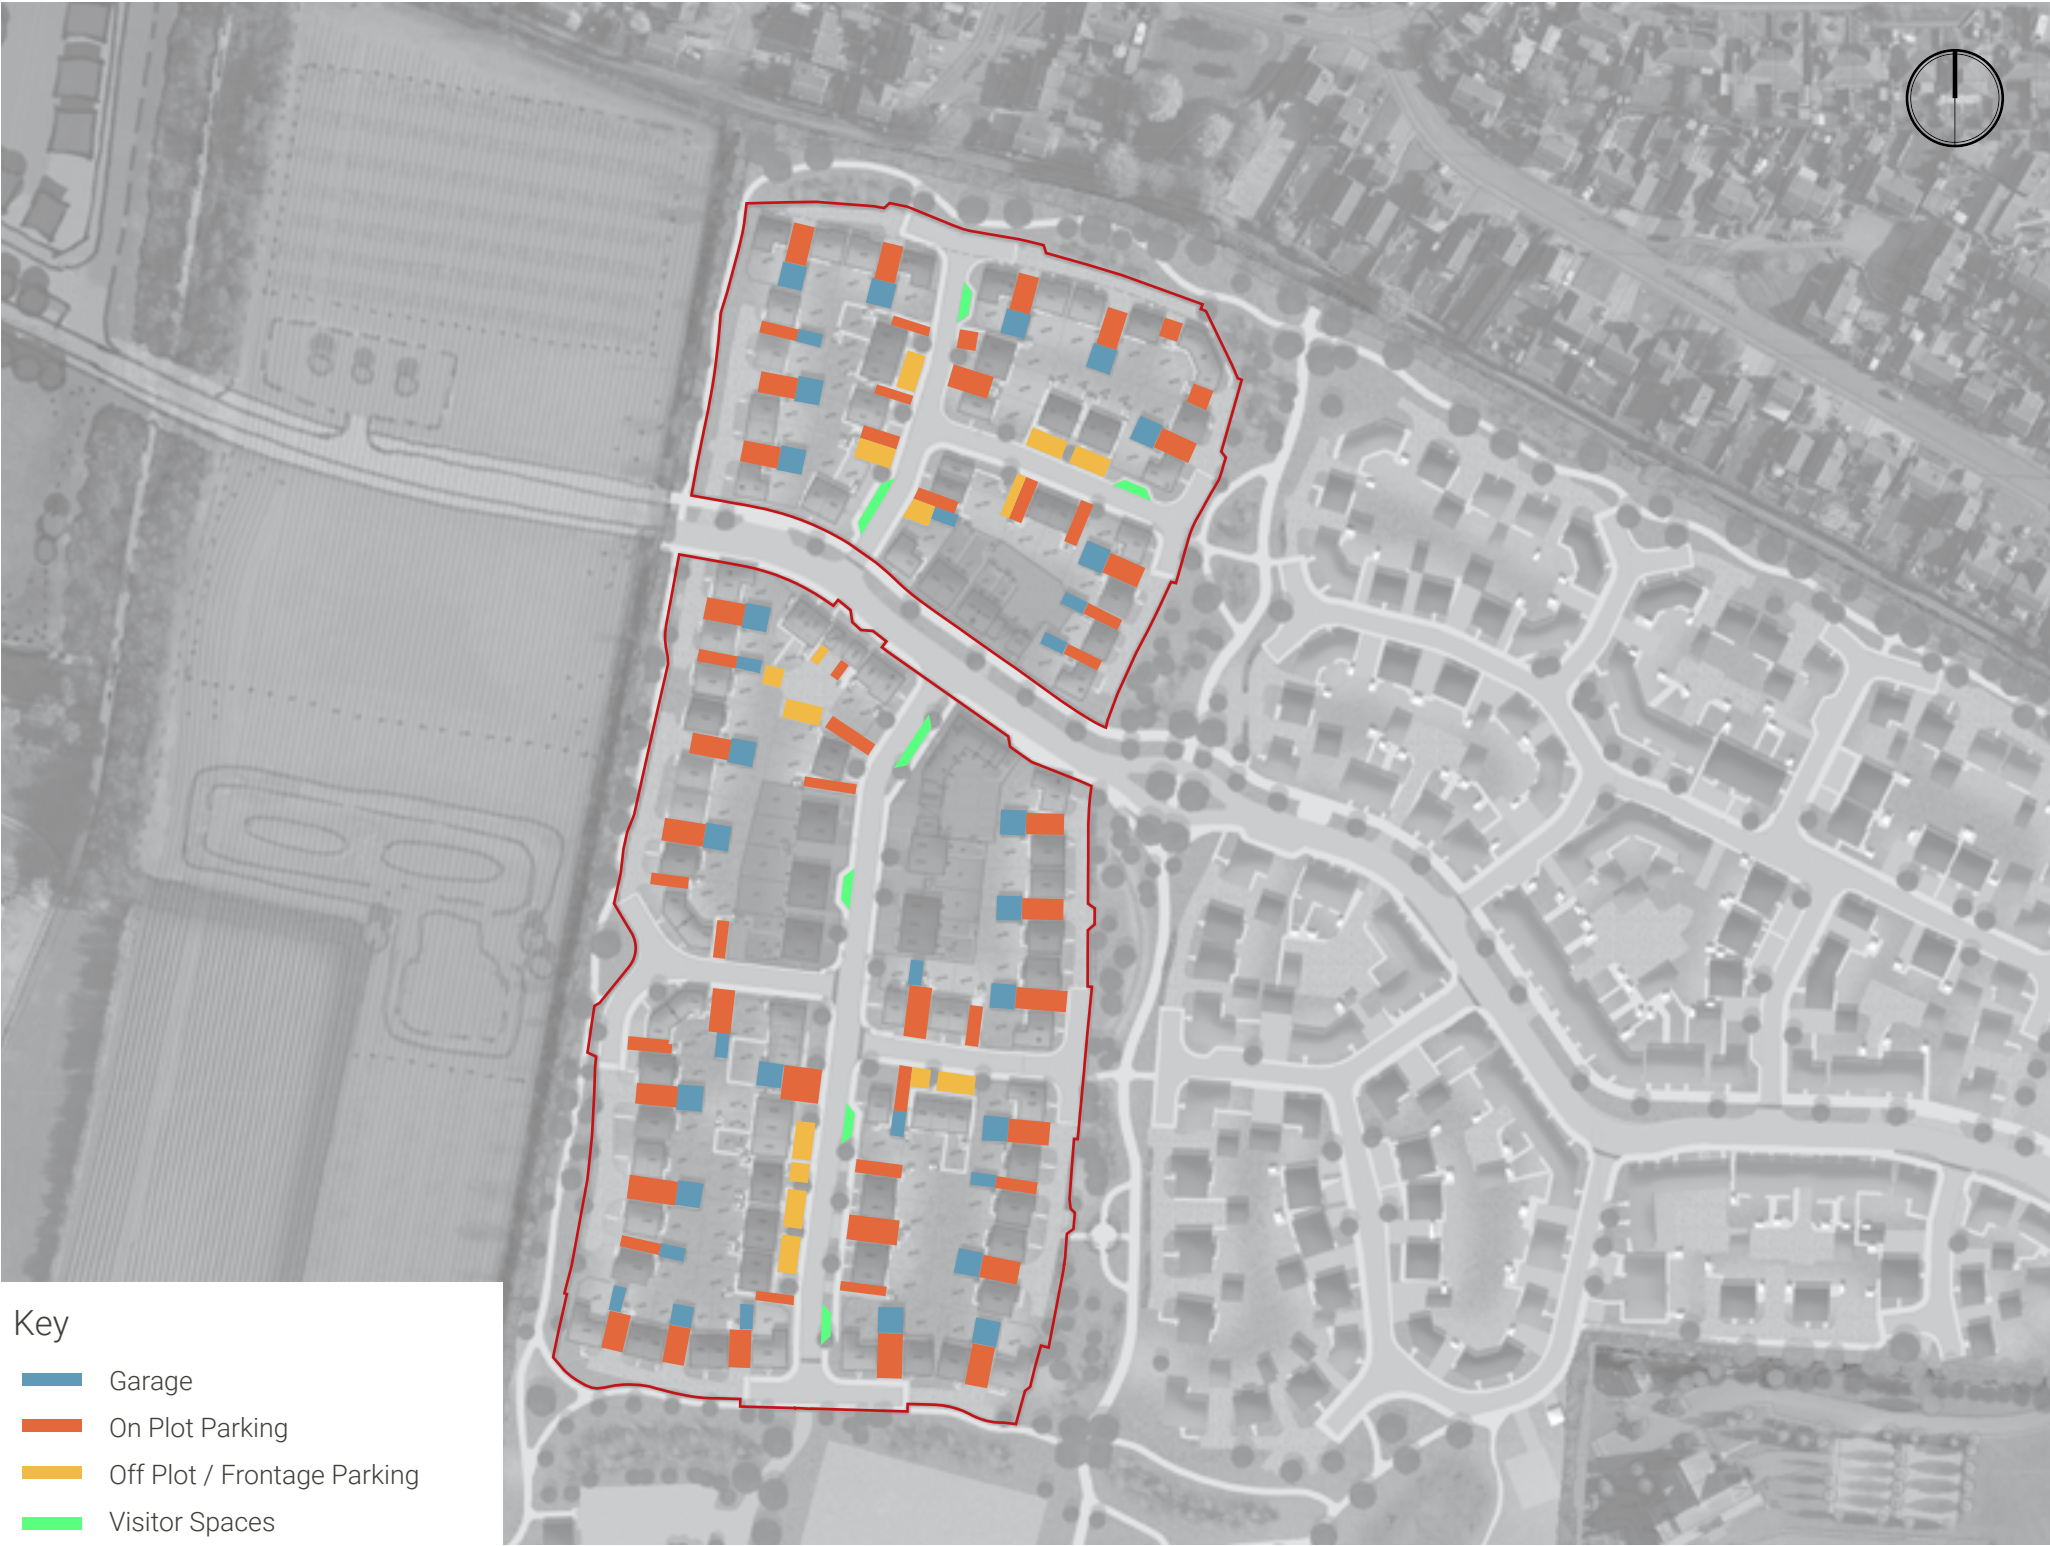 Key
Garage
On Plot Parking
Off Plot / Frontage Parking
Visitor Spaces